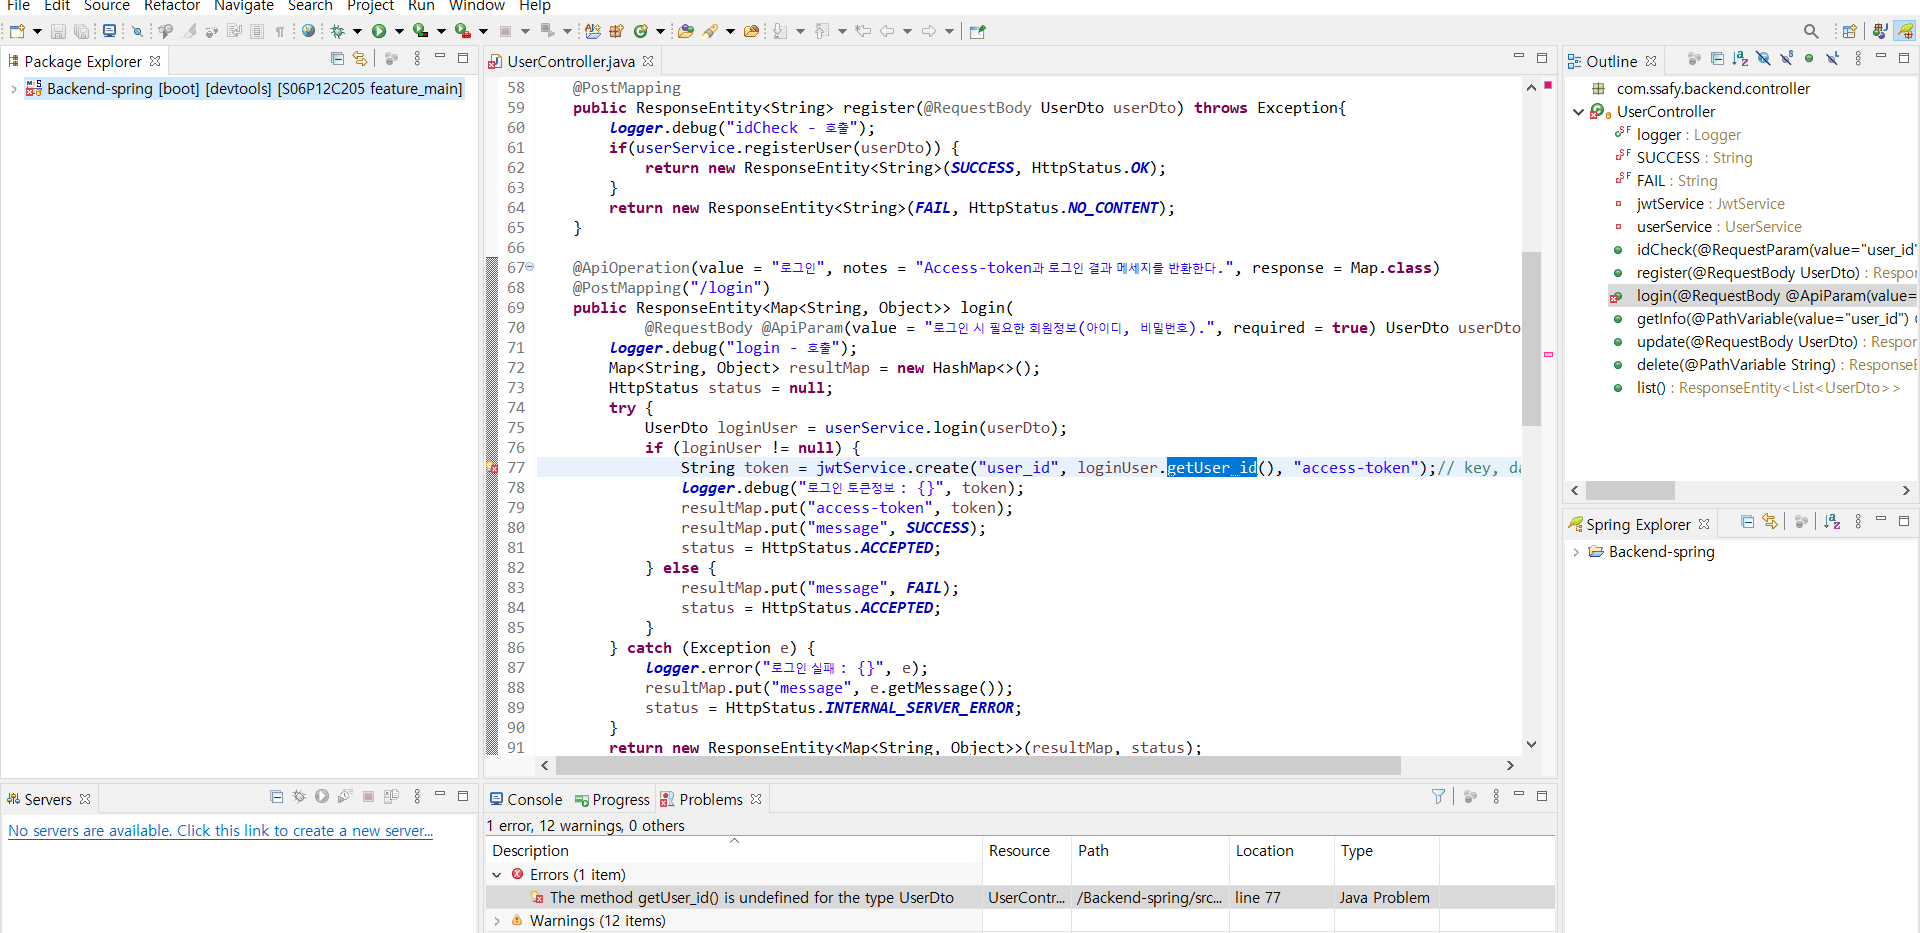 File Edit Source Refactor Navigate Search Project Run Window Help
Package Explorer
Backend-spring [boot] [devtools] [S06P12C205 feature_main]
UserController.java
58 @PostMapping
59 public ResponseEntity<String> register(@RequestBody UserDto userDto) throws Exception{
60 logger.debug("idCheck - 호출");
61 if(userService.registerUser(userDto)) {
62 return new ResponseEntity<String>(SUCCESS, HttpStatus.OK);
63 }
64 return new ResponseEntity<String>(FAIL, HttpStatus.NO_CONTENT);
65 }
66
67 @ApiOperation(value = "로그인", notes = "Access-token과 로그인 결과 메세지를 반환한다.", response = Map.class)
68 @PostMapping("/login")
69 public ResponseEntity<Map<String, Object>> login(
70 @RequestBody @ApiParam(value = "로그인 시 필요한 회원정보(아이디, 비밀번호).", required = true) UserDto userDto
71 logger.debug("login - 호출");
72 Map<String, Object> resultMap = new HashMap<>();
73 HttpStatus status = null;
74 try {
75 UserDto loginUser = userService.login(userDto);
76 if (loginUser != null) {
77 String token = jwtService.create("user_id", loginUser.getUser_id(), "access-token");// key, da
78 logger.debug("로그인 토큰정보 : {}", token);
79 resultMap.put("access-token", token);
80 resultMap.put("message", SUCCESS);
81 status = HttpStatus.ACCEPTED;
82 } else {
83 resultMap.put("message", FAIL);
84 status = HttpStatus.ACCEPTED;
85 }
86 } catch (Exception e) {
87 logger.error("로그인 실패 : {}", e);
88 resultMap.put("message", e.getMessage());
89 status = HttpStatus.INTERNAL_SERVER_ERROR;
90 }
91 return new ResponseEntity<Map<String, Object>>(resultMap, status);
Outline
com.ssafy.backend.controller
UserController
logger : Logger
SUCCESS : String
FAIL : String
jwtService : JwtService
userService : UserService
idCheck(@RequestParam(value="user_id"
register(@RequestBody UserDto) : Respo
login(@RequestBody @ApiParam(value=
getInfo(@PathVariable(value="user_id")
update(@RequestBody UserDto) : Respor
delete(@PathVariable String) : ResponseE
list() : ResponseEntity<List<UserDto>>
Spring Explorer
Backend-spring
Servers
No servers are available. Click this link to create a new server...
Console Progress Problems
1 error, 12 warnings, 0 others
Description Resource Path Location Type
Errors (1 item)
The method getUser_id() is undefined for the type UserDto UserContr... /Backend-spring/src... line 77 Java Problem
Warnings (12 items)